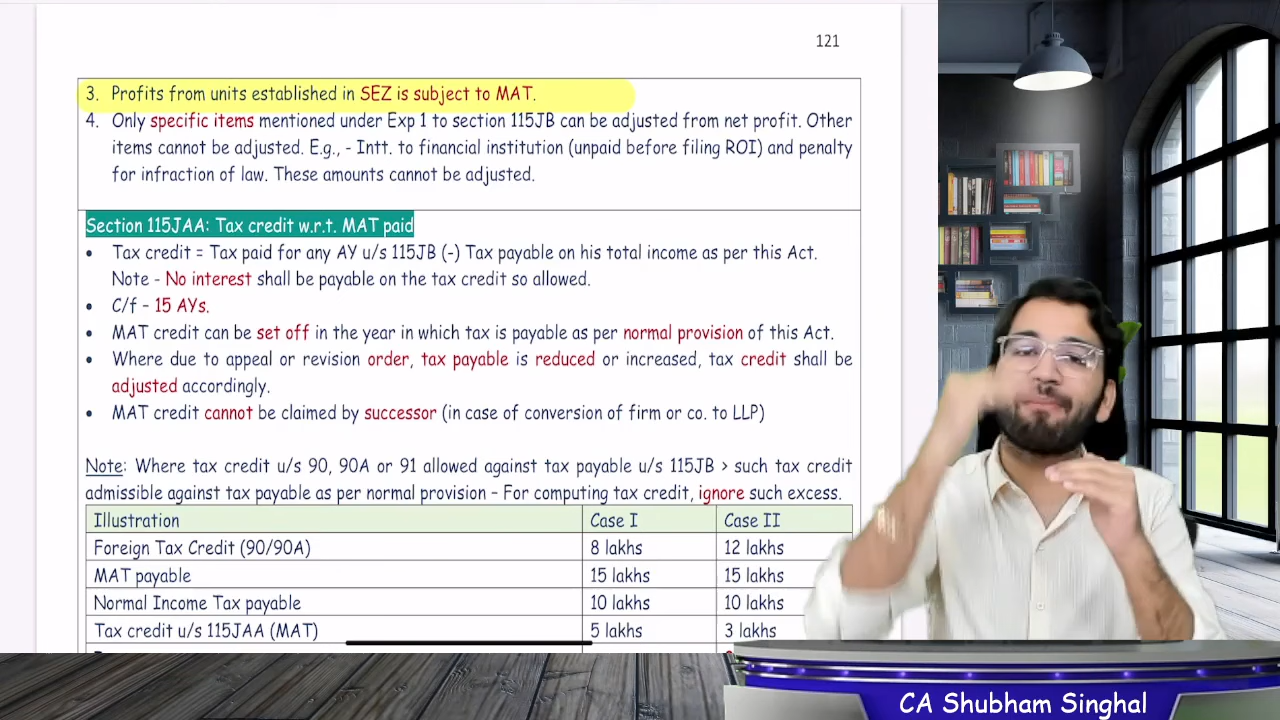 121
3. Profits from units established in SEZ is subject to MAT.
4. Only specific items mentioned under Exp 1 to section 115JB can be adjusted from net profit. Other
items cannot be adjusted. E.g., - Intt. to financial institution (unpaid before filing ROI) and penalty
for infraction of law. These amounts cannot be adjusted.
Section 115JAA: Tax credit w.r.t. MAT paid
• Tax credit = Tax paid for any AY u/s 115JB (-) Tax payable on his total income as per this Act.
Note - No interest shall be payable on the tax credit so allowed.
• C/f – 15 AYs.
• MAT credit can be set off in the year in which tax is payable as per normal provision of this Act.
• Where due to appeal or revision order, tax payable is reduced or increased, tax credit shall be
adjusted accordingly.
• MAT credit cannot be claimed by successor (in case of conversion of firm or co. to LLP)
Note: Where tax credit u/s 90, 90A or 91 allowed against tax payable u/s 115JB > such tax credit
admissible against tax payable as per normal provision – For computing tax credit, ignore such excess.
Illustration Case I Case II
Foreign Tax Credit (90/90A) 8 lakhs 12 lakhs
MAT payable 15 lakhs 15 lakhs
Normal Income Tax payable 10 lakhs 10 lakhs
Tax credit u/s 115JAA (MAT) 5 lakhs 3 lakhs
CA Shubham Singhal